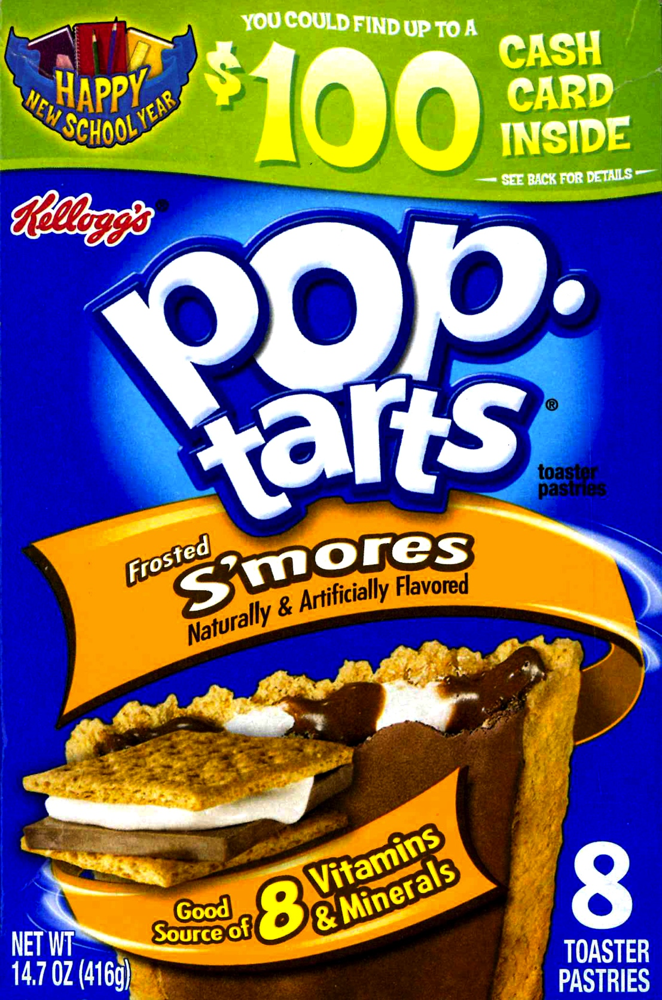 HAPPY
NEW SCHOOL YEAR
YOU COULD FIND UP TO A
$100
CASH
CARD
INSIDE
SEE BACK FOR DETAILS
Kellogg's®
pop.
tarts®
toaster
pastries
Frosted
S'mores
Naturally & Artificially Flavored
Good
Source of
8 Vitamins
& Minerals
NET WT
14.7 OZ (416g)
8
TOASTER
PASTRIES